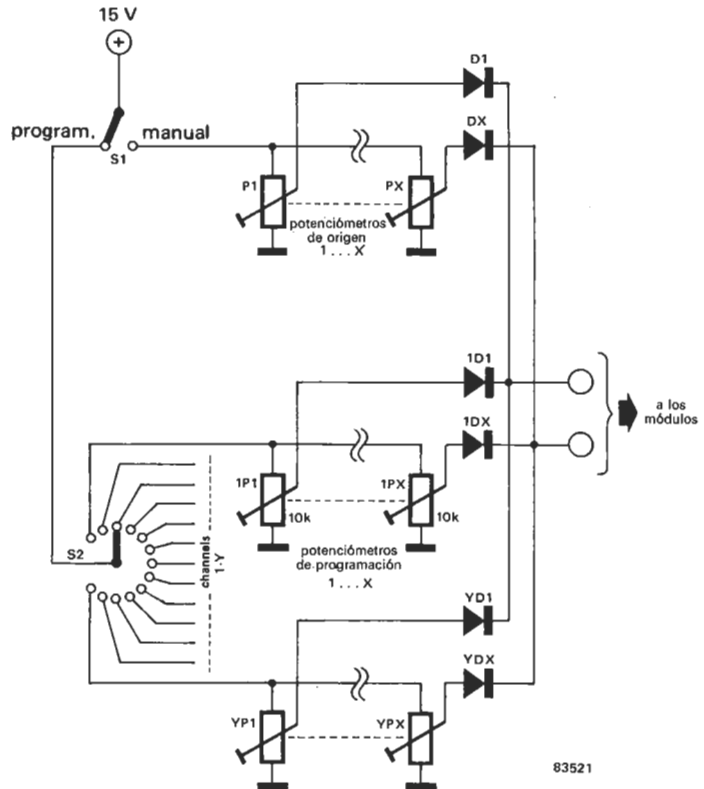 15 V
+
D1
program. manual
S1
DX
P1
PX
potenciómetros
de origen
1 . . . X
1D1
a los
módulos
1DX
1P1
10k
1PX
10k
S2
channels
1-Y
potenciómetros
de programación
1 . . . X
YD1
YDX
YP1
YPX
83521